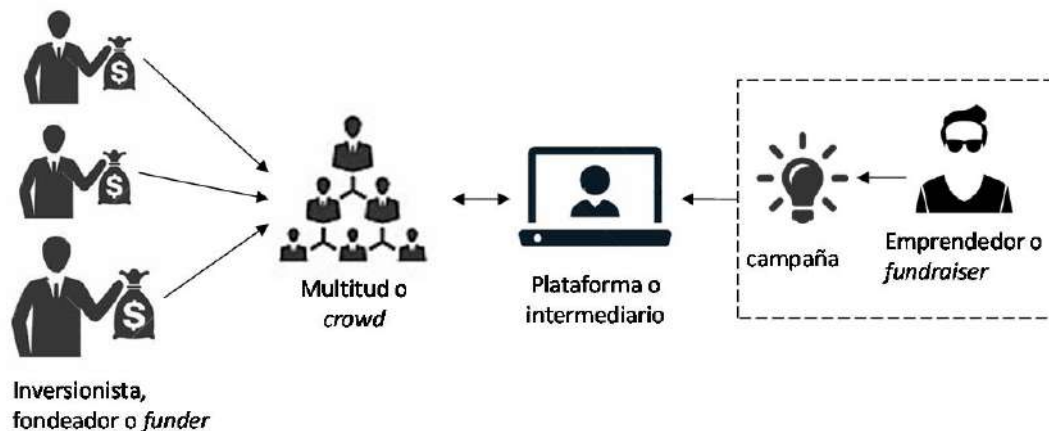 $
$
$
Inversionista,
fondeador o funder
Multitud o
crowd
Plataforma o
intermediario
campaña
Emprendedor o
fundraiser